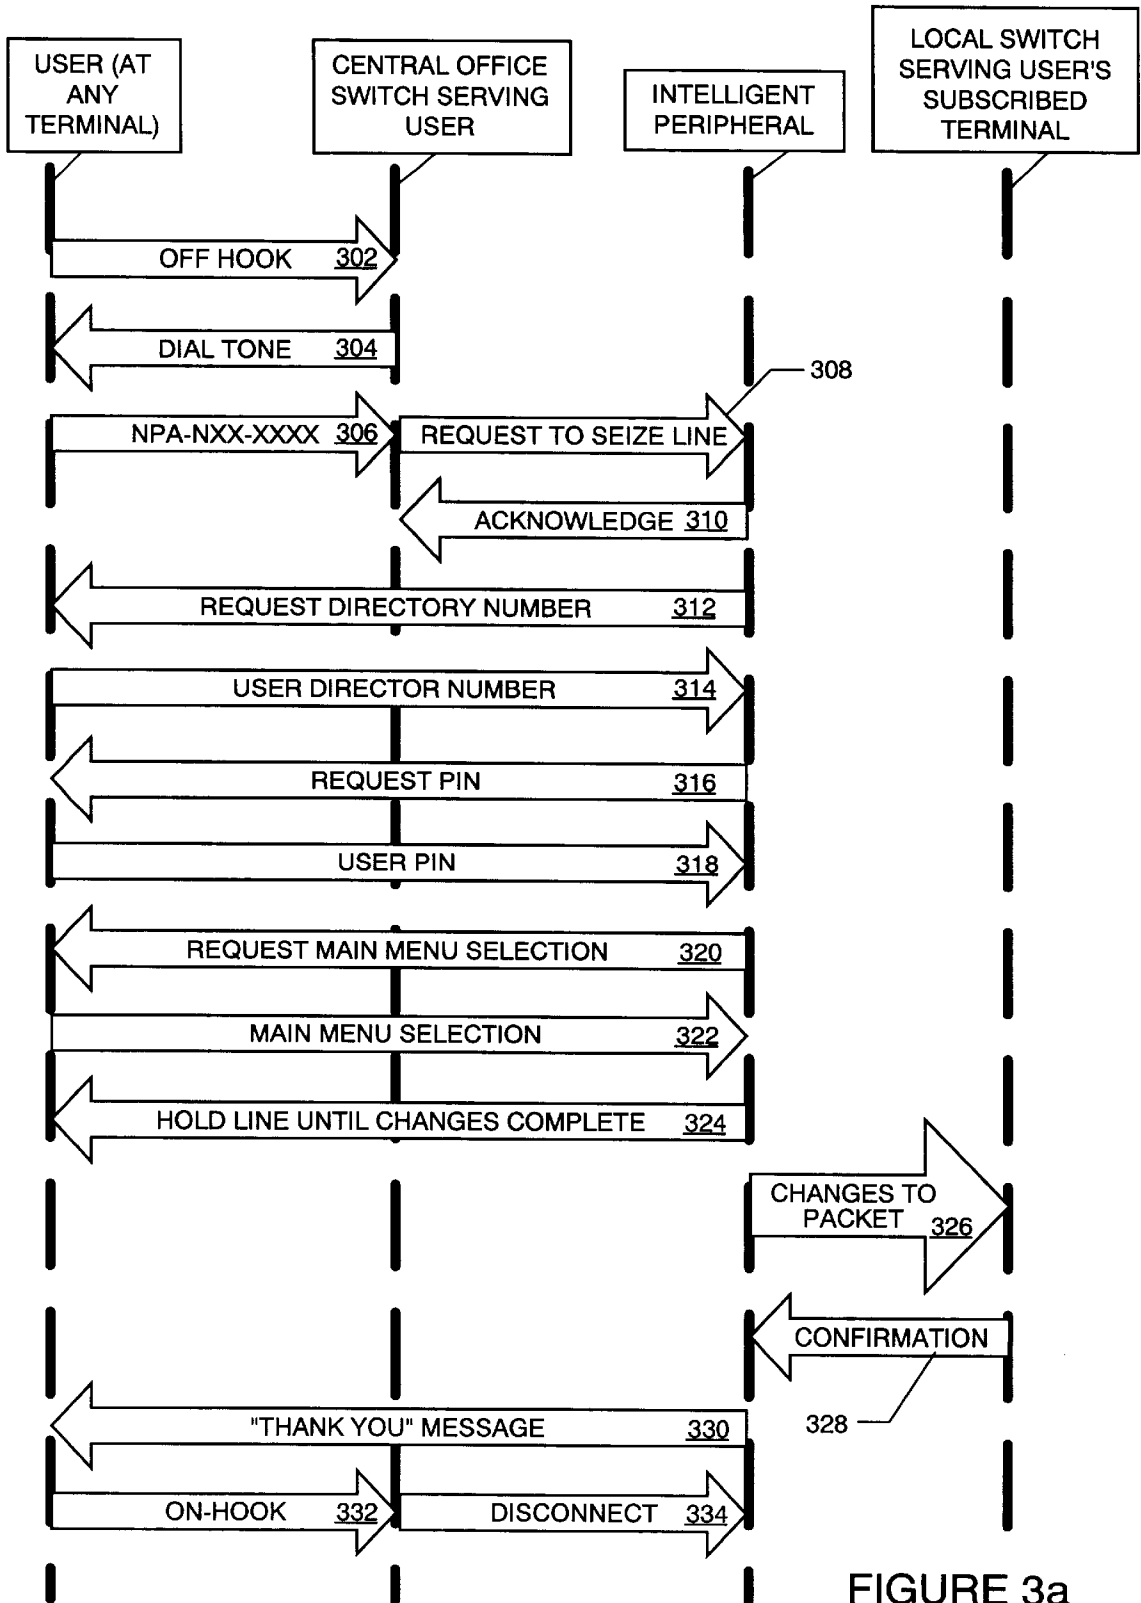 USER (AT
ANY
TERMINAL)
CENTRAL OFFICE
SWITCH SERVING
USER
INTELLIGENT
PERIPHERAL
LOCAL SWITCH
SERVING USER'S
SUBSCRIBED
TERMINAL
OFF HOOK 302
DIAL TONE 304
308
NPA-NXX-XXXX 306
REQUEST TO SEIZE LINE
ACKNOWLEDGE 310
REQUEST DIRECTORY NUMBER 312
USER DIRECTOR NUMBER 314
REQUEST PIN 316
USER PIN 318
REQUEST MAIN MENU SELECTION 320
MAIN MENU SELECTION 322
HOLD LINE UNTIL CHANGES COMPLETE 324
CHANGES TO
PACKET 326
CONFIRMATION
328
"THANK YOU" MESSAGE 330
ON-HOOK 332
DISCONNECT 334
FIGURE 3a